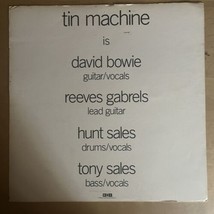 tin machine
is
david bowie
guitar/vocals
reeves gabrels
lead guitar
hunt sales
drums/vocals
tony sales
bass/vocals